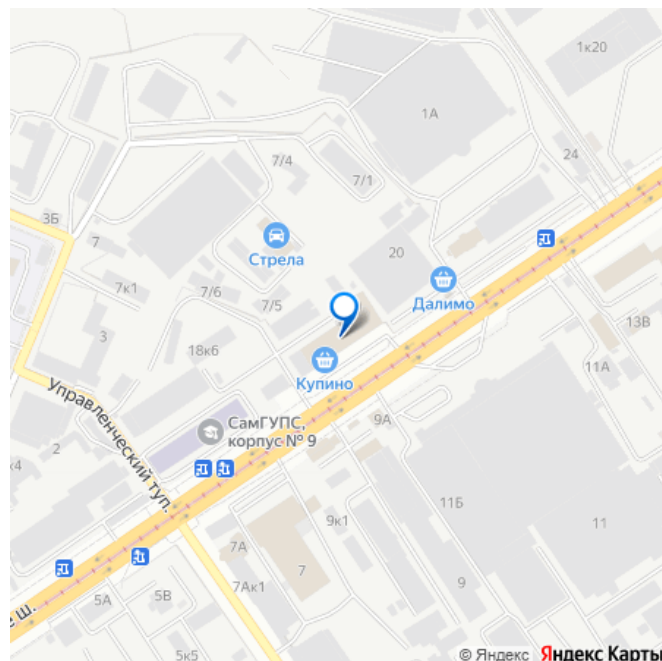 1к20
1А
24
7/4
7/1
3Б
7
Стрела
20
7к1
7/6
7/5
Далимо
3
18к6
13В
11А
Купино
Управленческий туп.
СамГУПС,
корпус № 9
9А
2
к4
11Б
9к1
11
7А
7
9
7Ак1
5А
5В
е ш.
5к5
© Яндекс Яндекс Карты